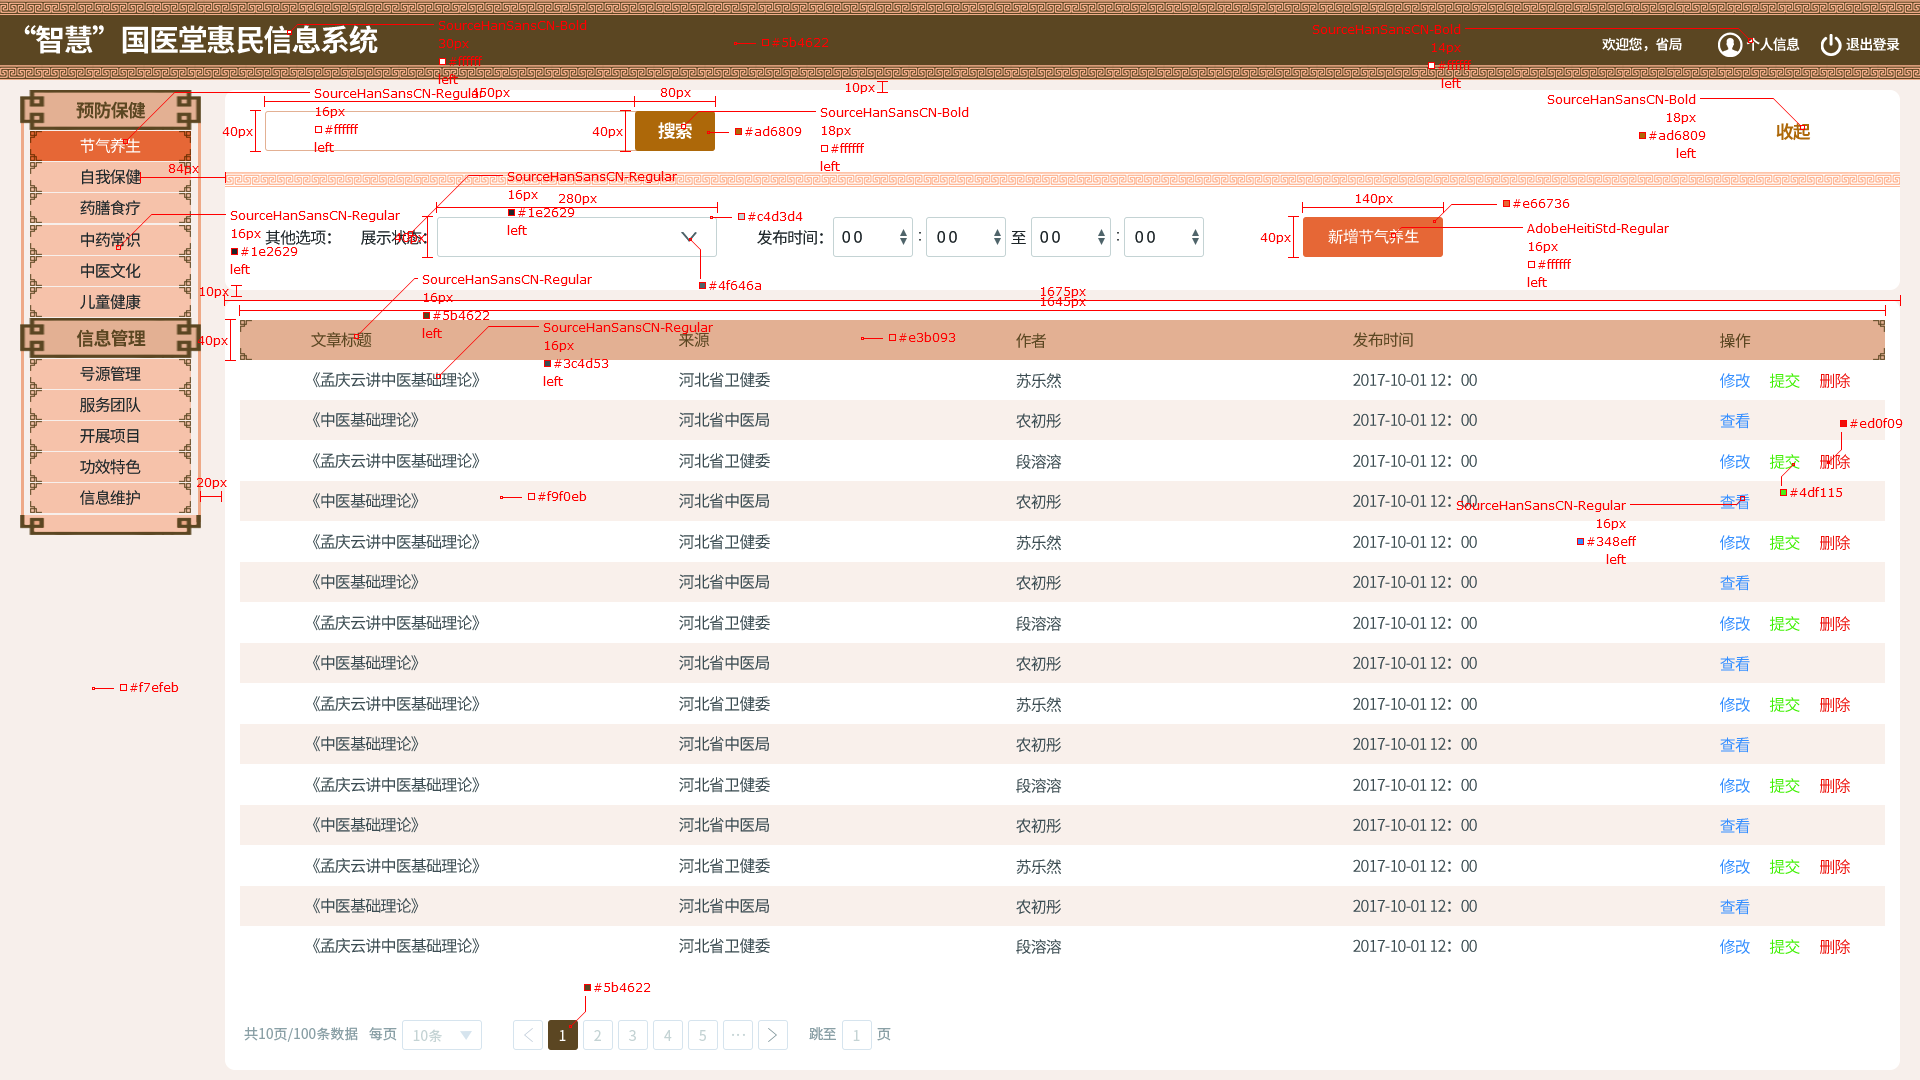 “智慧”国医堂惠民信息系统
SourceHanSansCN-Bold
30px
#ffffff
left
#5b4622
SourceHanSansCN-Bold
14px
#ffffff
left
欢迎您，省局
个人信息
退出登录
预防保健
节气养生
自我保健
药膳食疗
中药常识
中医文化
儿童健康
信息管理
号源管理
服务团队
开展项目
功效特色
信息维护
84px
20px
#f7efeb
SourceHanSansCN-Regular
16px
#ffffff
left
450px
80px
10px
40px
40px
搜索
#ad6809
SourceHanSansCN-Bold
18px
#ffffff
left
SourceHanSansCN-Bold
18px
#ad6809
left
收起
SourceHanSansCN-Regular
16px
#1e2629
left
SourceHanSansCN-Regular
16px
#1e2629
left
280px
#c4d3d4
140px
#e66736
其他选项：
展示状态：
发布时间：
00
:
00
至
00
:
00
40px
新增节气养生
AdobeHeitiStd-Regular
16px
#ffffff
left
#4f646a
SourceHanSansCN-Regular
16px
#5b4622
left
10px
1675px
1645px
40px
SourceHanSansCN-Regular
16px
#3c4d53
left
#e3b093
文章标题 来源 作者 发布时间 操作
《孟庆云讲中医基础理论》 河北省卫健委 苏乐然 2017-10-01 12：00 修改 提交 删除
《中医基础理论》 河北省中医局 农初彤 2017-10-01 12：00 查看
#ed0f09
《孟庆云讲中医基础理论》 河北省卫健委 段溶溶 2017-10-01 12：00 修改 提交 删除
#4df115
《中医基础理论》 河北省中医局 农初彤 2017-10-01 12：00 查看
#f9f0eb
SourceHanSansCN-Regular
16px
#348eff
left
《孟庆云讲中医基础理论》 河北省卫健委 苏乐然 2017-10-01 12：00 修改 提交 删除
《中医基础理论》 河北省中医局 农初彤 2017-10-01 12：00 查看
《孟庆云讲中医基础理论》 河北省卫健委 段溶溶 2017-10-01 12：00 修改 提交 删除
《中医基础理论》 河北省中医局 农初彤 2017-10-01 12：00 查看
《孟庆云讲中医基础理论》 河北省卫健委 苏乐然 2017-10-01 12：00 修改 提交 删除
《中医基础理论》 河北省中医局 农初彤 2017-10-01 12：00 查看
《孟庆云讲中医基础理论》 河北省卫健委 段溶溶 2017-10-01 12：00 修改 提交 删除
《中医基础理论》 河北省中医局 农初彤 2017-10-01 12：00 查看
《孟庆云讲中医基础理论》 河北省卫健委 苏乐然 2017-10-01 12：00 修改 提交 删除
《中医基础理论》 河北省中医局 农初彤 2017-10-01 12：00 查看
《孟庆云讲中医基础理论》 河北省卫健委 段溶溶 2017-10-01 12：00 修改 提交 删除
#5b4622
共10页/100条数据 每页 10条 1 2 3 4 5 ··· 跳至 1 页